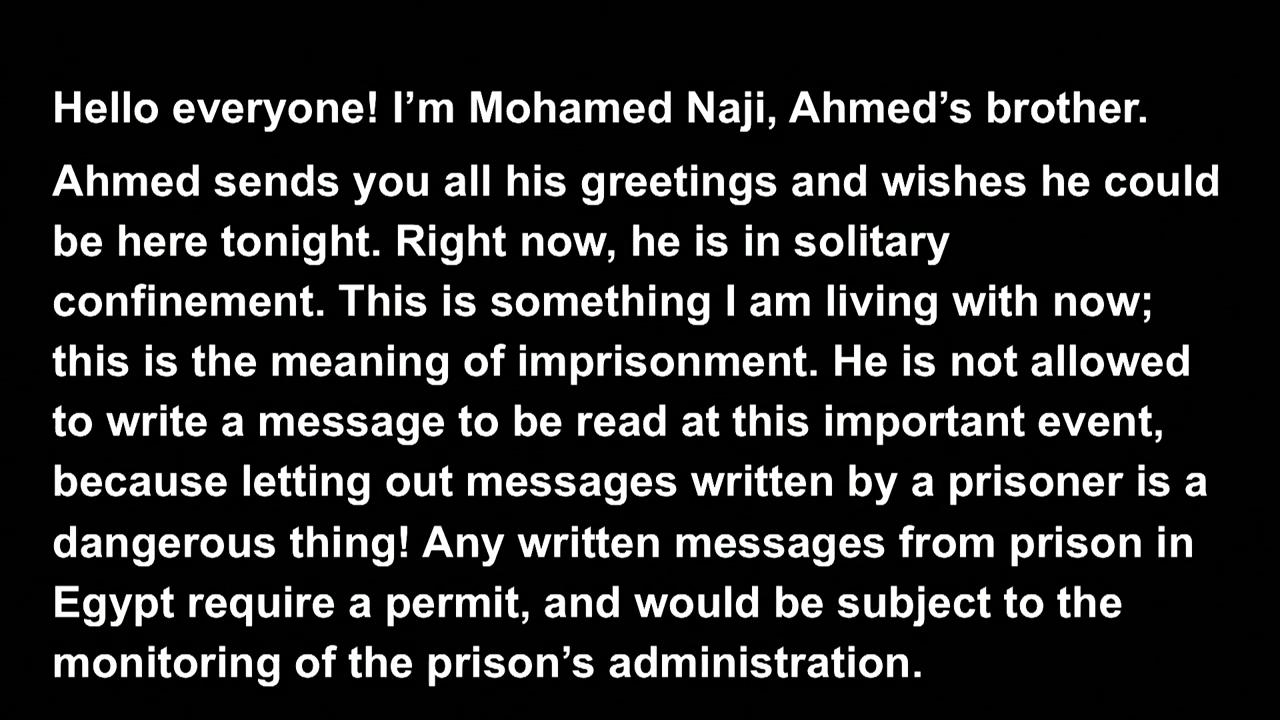 Hello everyone! I’m Mohamed Naji, Ahmed’s brother.
Ahmed sends you all his greetings and wishes he could
be here tonight. Right now, he is in solitary
confinement. This is something I am living with now;
this is the meaning of imprisonment. He is not allowed
to write a message to be read at this important event,
because letting out messages written by a prisoner is a
dangerous thing! Any written messages from prison in
Egypt require a permit, and would be subject to the
monitoring of the prison’s administration.